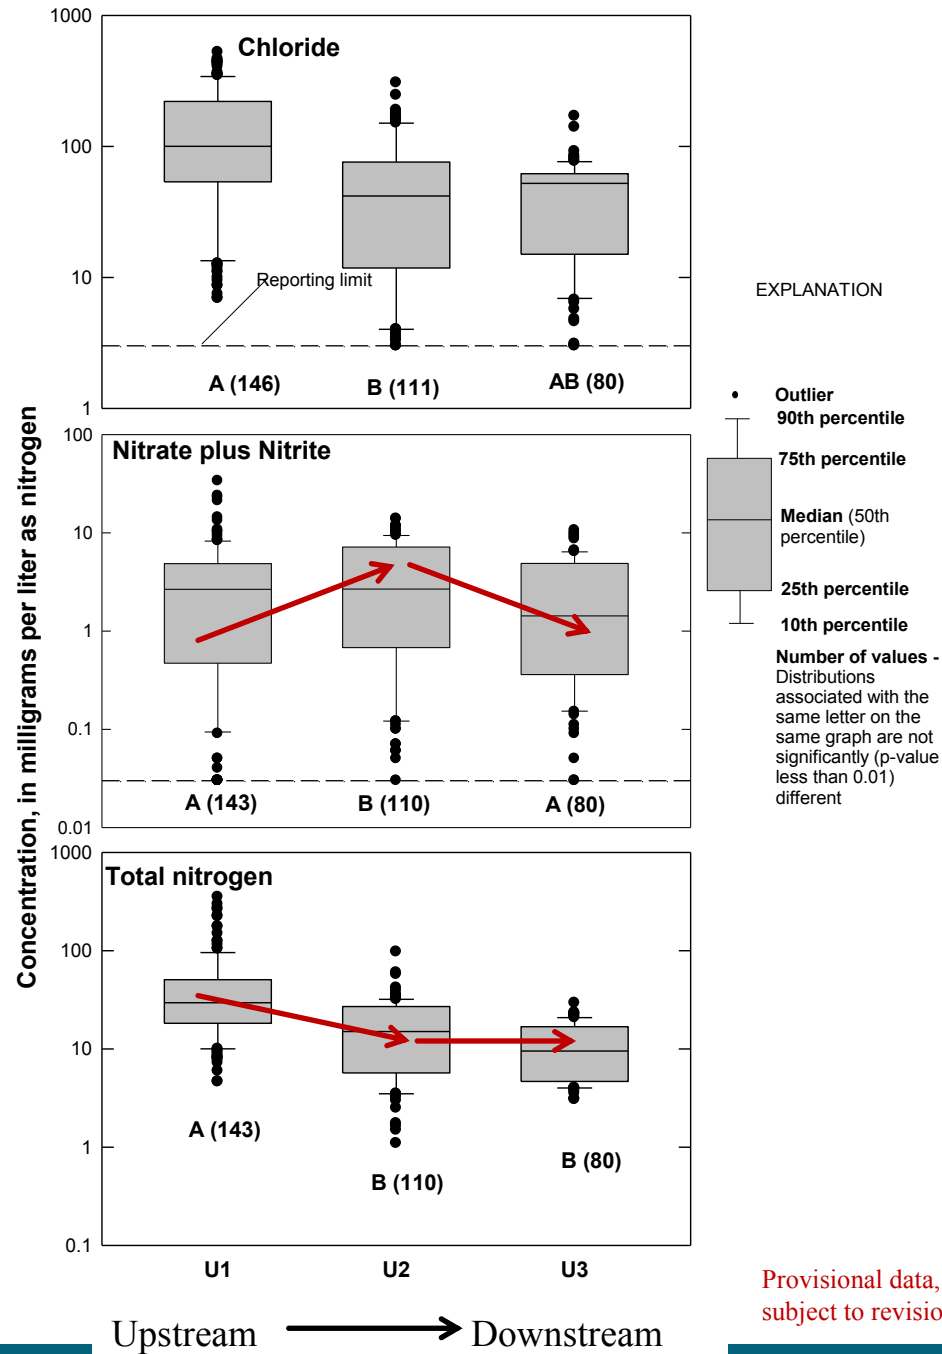 1000
Chloride
100
10
Reporting limit
A (146)
B (111)
AB (80)
1
100
Nitrate plus Nitrite
10
1
0.1
A (143)
B (110)
A (80)
0.01
1000
Total nitrogen
100
10
1
A (143)
B (110)
B (80)
0.1
U1
U2
U3
Concentration, in milligrams per liter as nitrogen
Upstream
Downstream
EXPLANATION
Outlier
90th percentile
75th percentile
Median (50th
percentile)
25th percentile
10th percentile
Number of values -
Distributions
associated with the
same letter on the
same graph are not
significantly (p-value
less than 0.01)
different
Provisional data,
subject to revisio